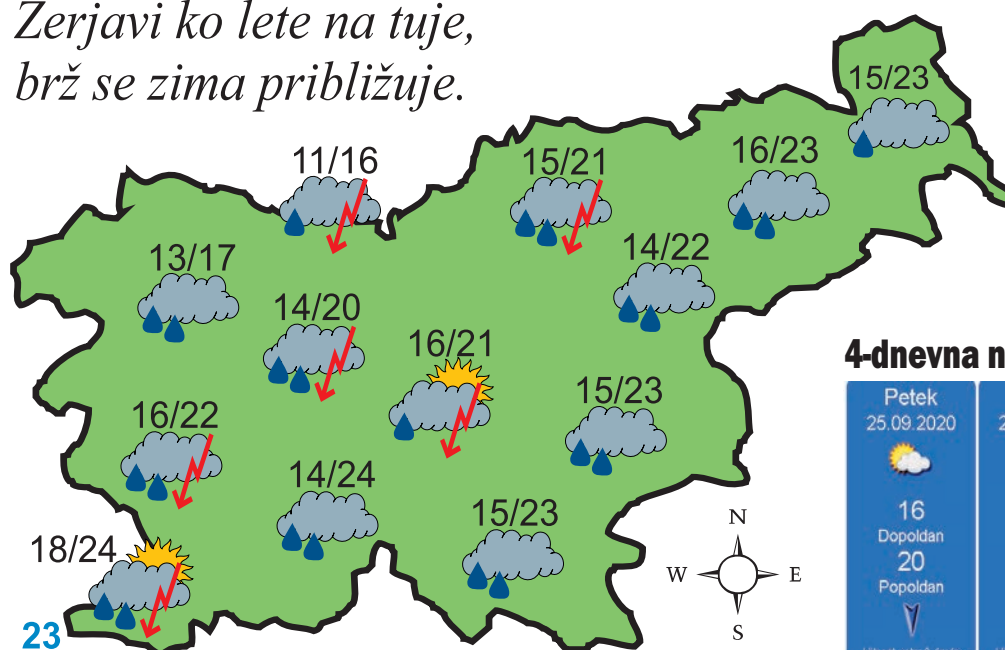 Žerjavi ko lete na tuje,
brž se zima približuje.
15/23
11/16
15/21
16/23
13/17
14/22
14/20
16/21
4-dnevna n
15/23
Petek
25.09.2020
2
16/22
14/24
15/23
16
Dopoldan
20
Popoldan
18/24
N
W E
S
23